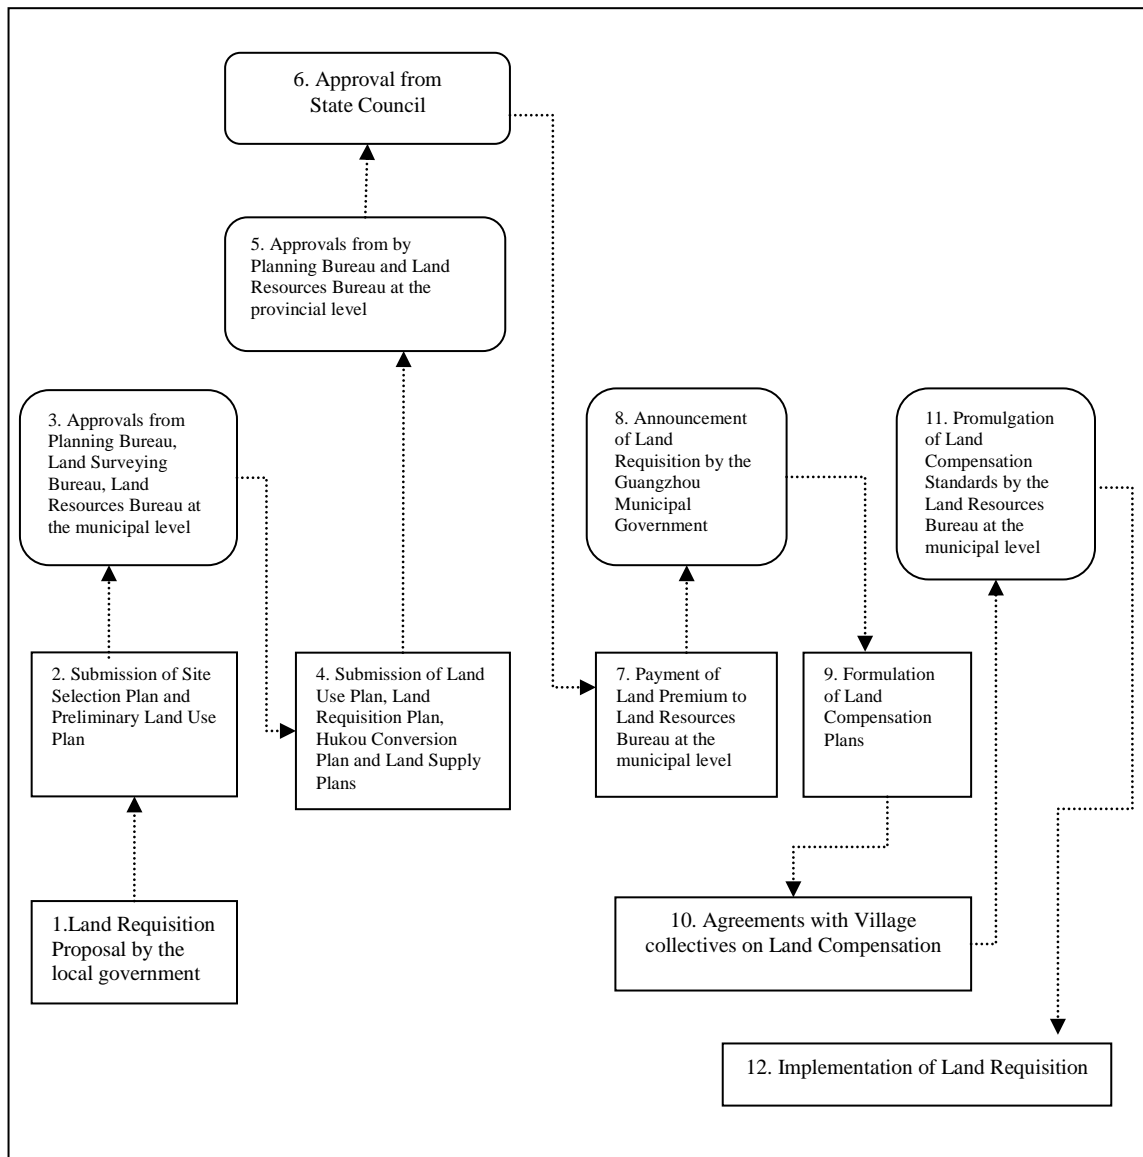 6. Approval from
State Council
5. Approvals from by
Planning Bureau and Land
Resources Bureau at the
provincial level
3. Approvals from
Planning Bureau,
Land Surveying
Bureau, Land
Resources Bureau at
the municipal level
8. Announcement
of Land
Requisition by the
Guangzhou
Municipal
Government
11. Promulgation
of Land
Compensation
Standards by the
Land Resources
Bureau at the
municipal level
2. Submission of Site
Selection Plan and
Preliminary Land Use
Plan
4. Submission of Land
Use Plan, Land
Requisition Plan,
Hukou Conversion
Plan and Land Supply
Plans
7. Payment of
Land Premium to
Land Resources
Bureau at the
municipal level
9. Formulation
of Land
Compensation
Plans
1.Land Requisition
Proposal by the
local government
10. Agreements with Village
collectives on Land Compensation
12. Implementation of Land Requisition